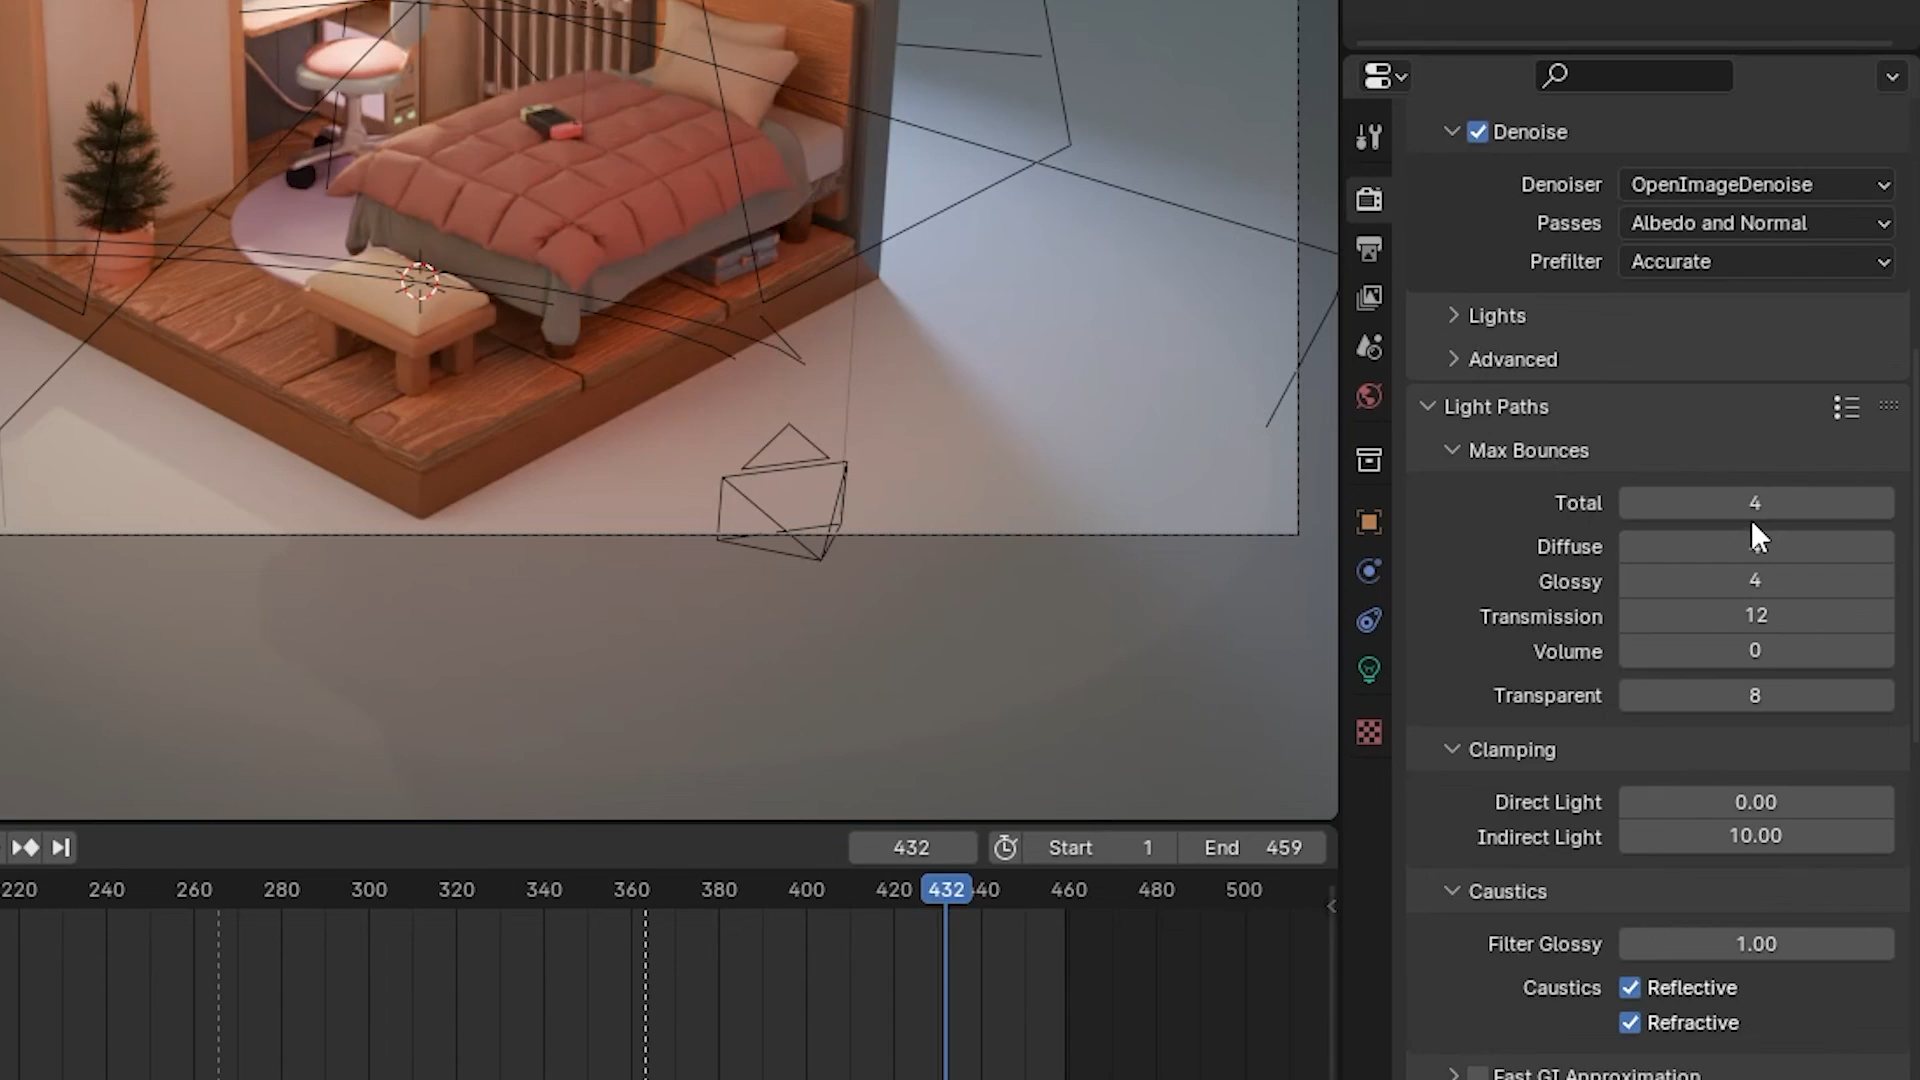 Denoise
Denoiser OpenImageDenoise
Passes Albedo and Normal
Prefilter Accurate
Lights
Advanced
Light Paths
Max Bounces
Total 4
Diffuse
Glossy 4
Transmission 12
Volume 0
Transparent 8
Clamping
Direct Light 0.00
Indirect Light 10.00
Caustics
Filter Glossy 1.00
Caustics Reflective
Refractive
Fast GI Approximation
432 Start 1 End 459
220 240 260 280 300 320 340 360 380 400 420 432 40 460 480 500